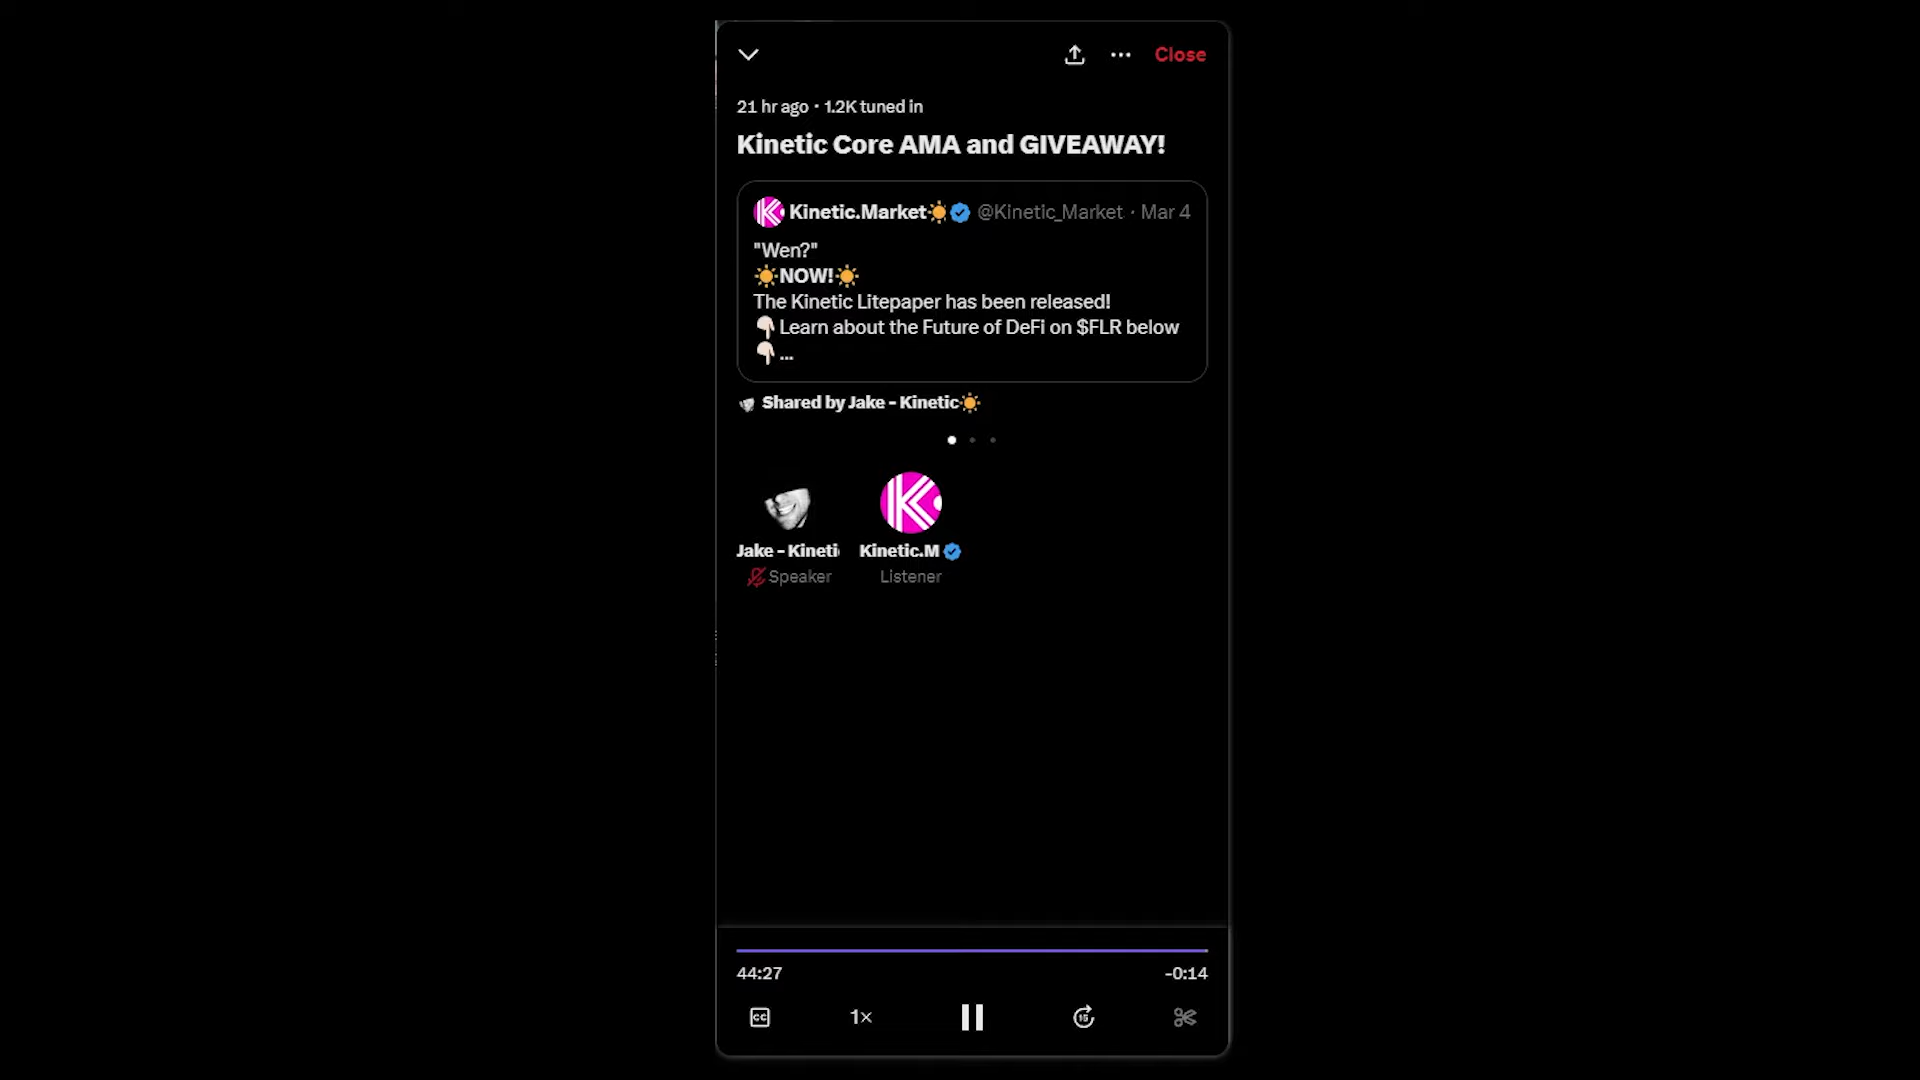 Close
21 hr ago · 1.2K tuned in
Kinetic Core AMA and GIVEAWAY!
Kinetic.Market☀️ @Kinetic_Market · Mar 4
"Wen?"
☀️NOW!☀️
The Kinetic Litepaper has been released!
👇🏻Learn about the Future of DeFi on $FLR below
👇🏻...
Shared by Jake - Kinetic☀️
Jake - Kineti
Kinetic.M
Speaker
Listener
44:27
-0:14
CC
1×
15